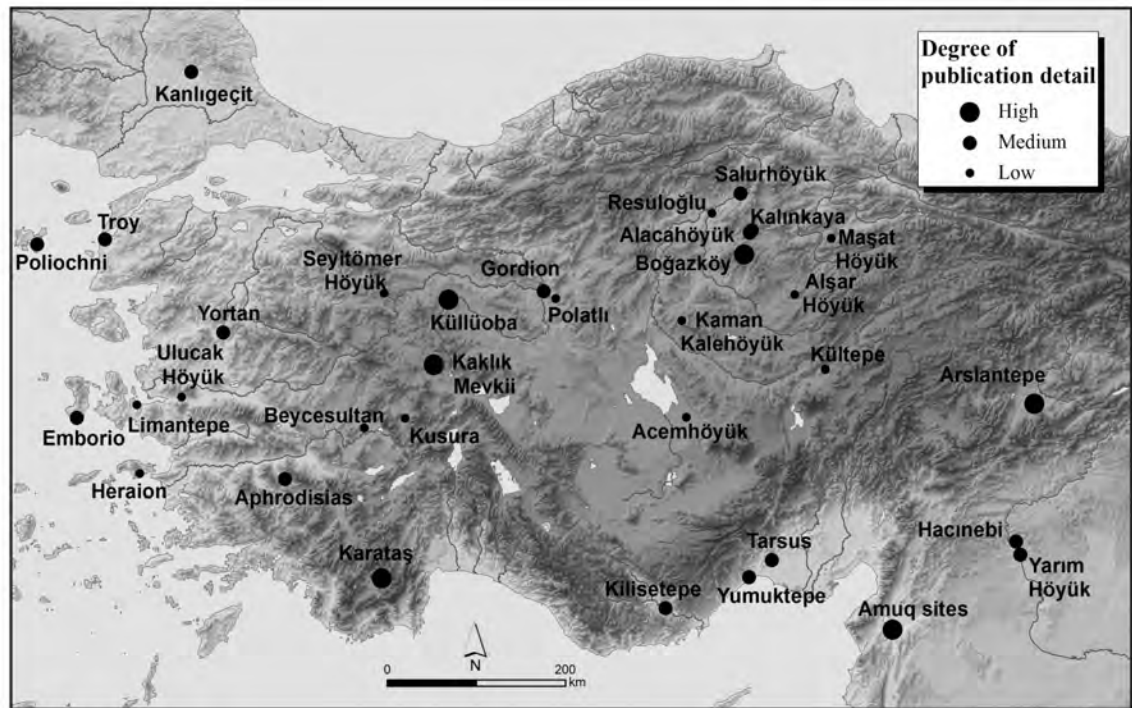 Degree of
publication detail
High
Medium
Low
Kanlıgeçit
Salurhöyük
Resuloğlu
Kalınkaya
Troy
Alacahöyük
Maşat
Höyük
Poliochni
Seyitömer
Höyük
Gordion
Boğazköy
Alşar
Höyük
Polatlı
Küllüoba
Yortan
Kaman
Kalehöyük
Ulucak
Höyük
Kaklık
Mevkii
Kültepe
Arslantepe
Limantepe
Beycesultan
Emborio
Kusura
Acemhöyük
Heraion
Aphrodisias
Hacınebi
Karataş
Tarsus
Yarım
Höyük
Kilisetepe
Yumuktepe
Amuq sites
N
0
200
km